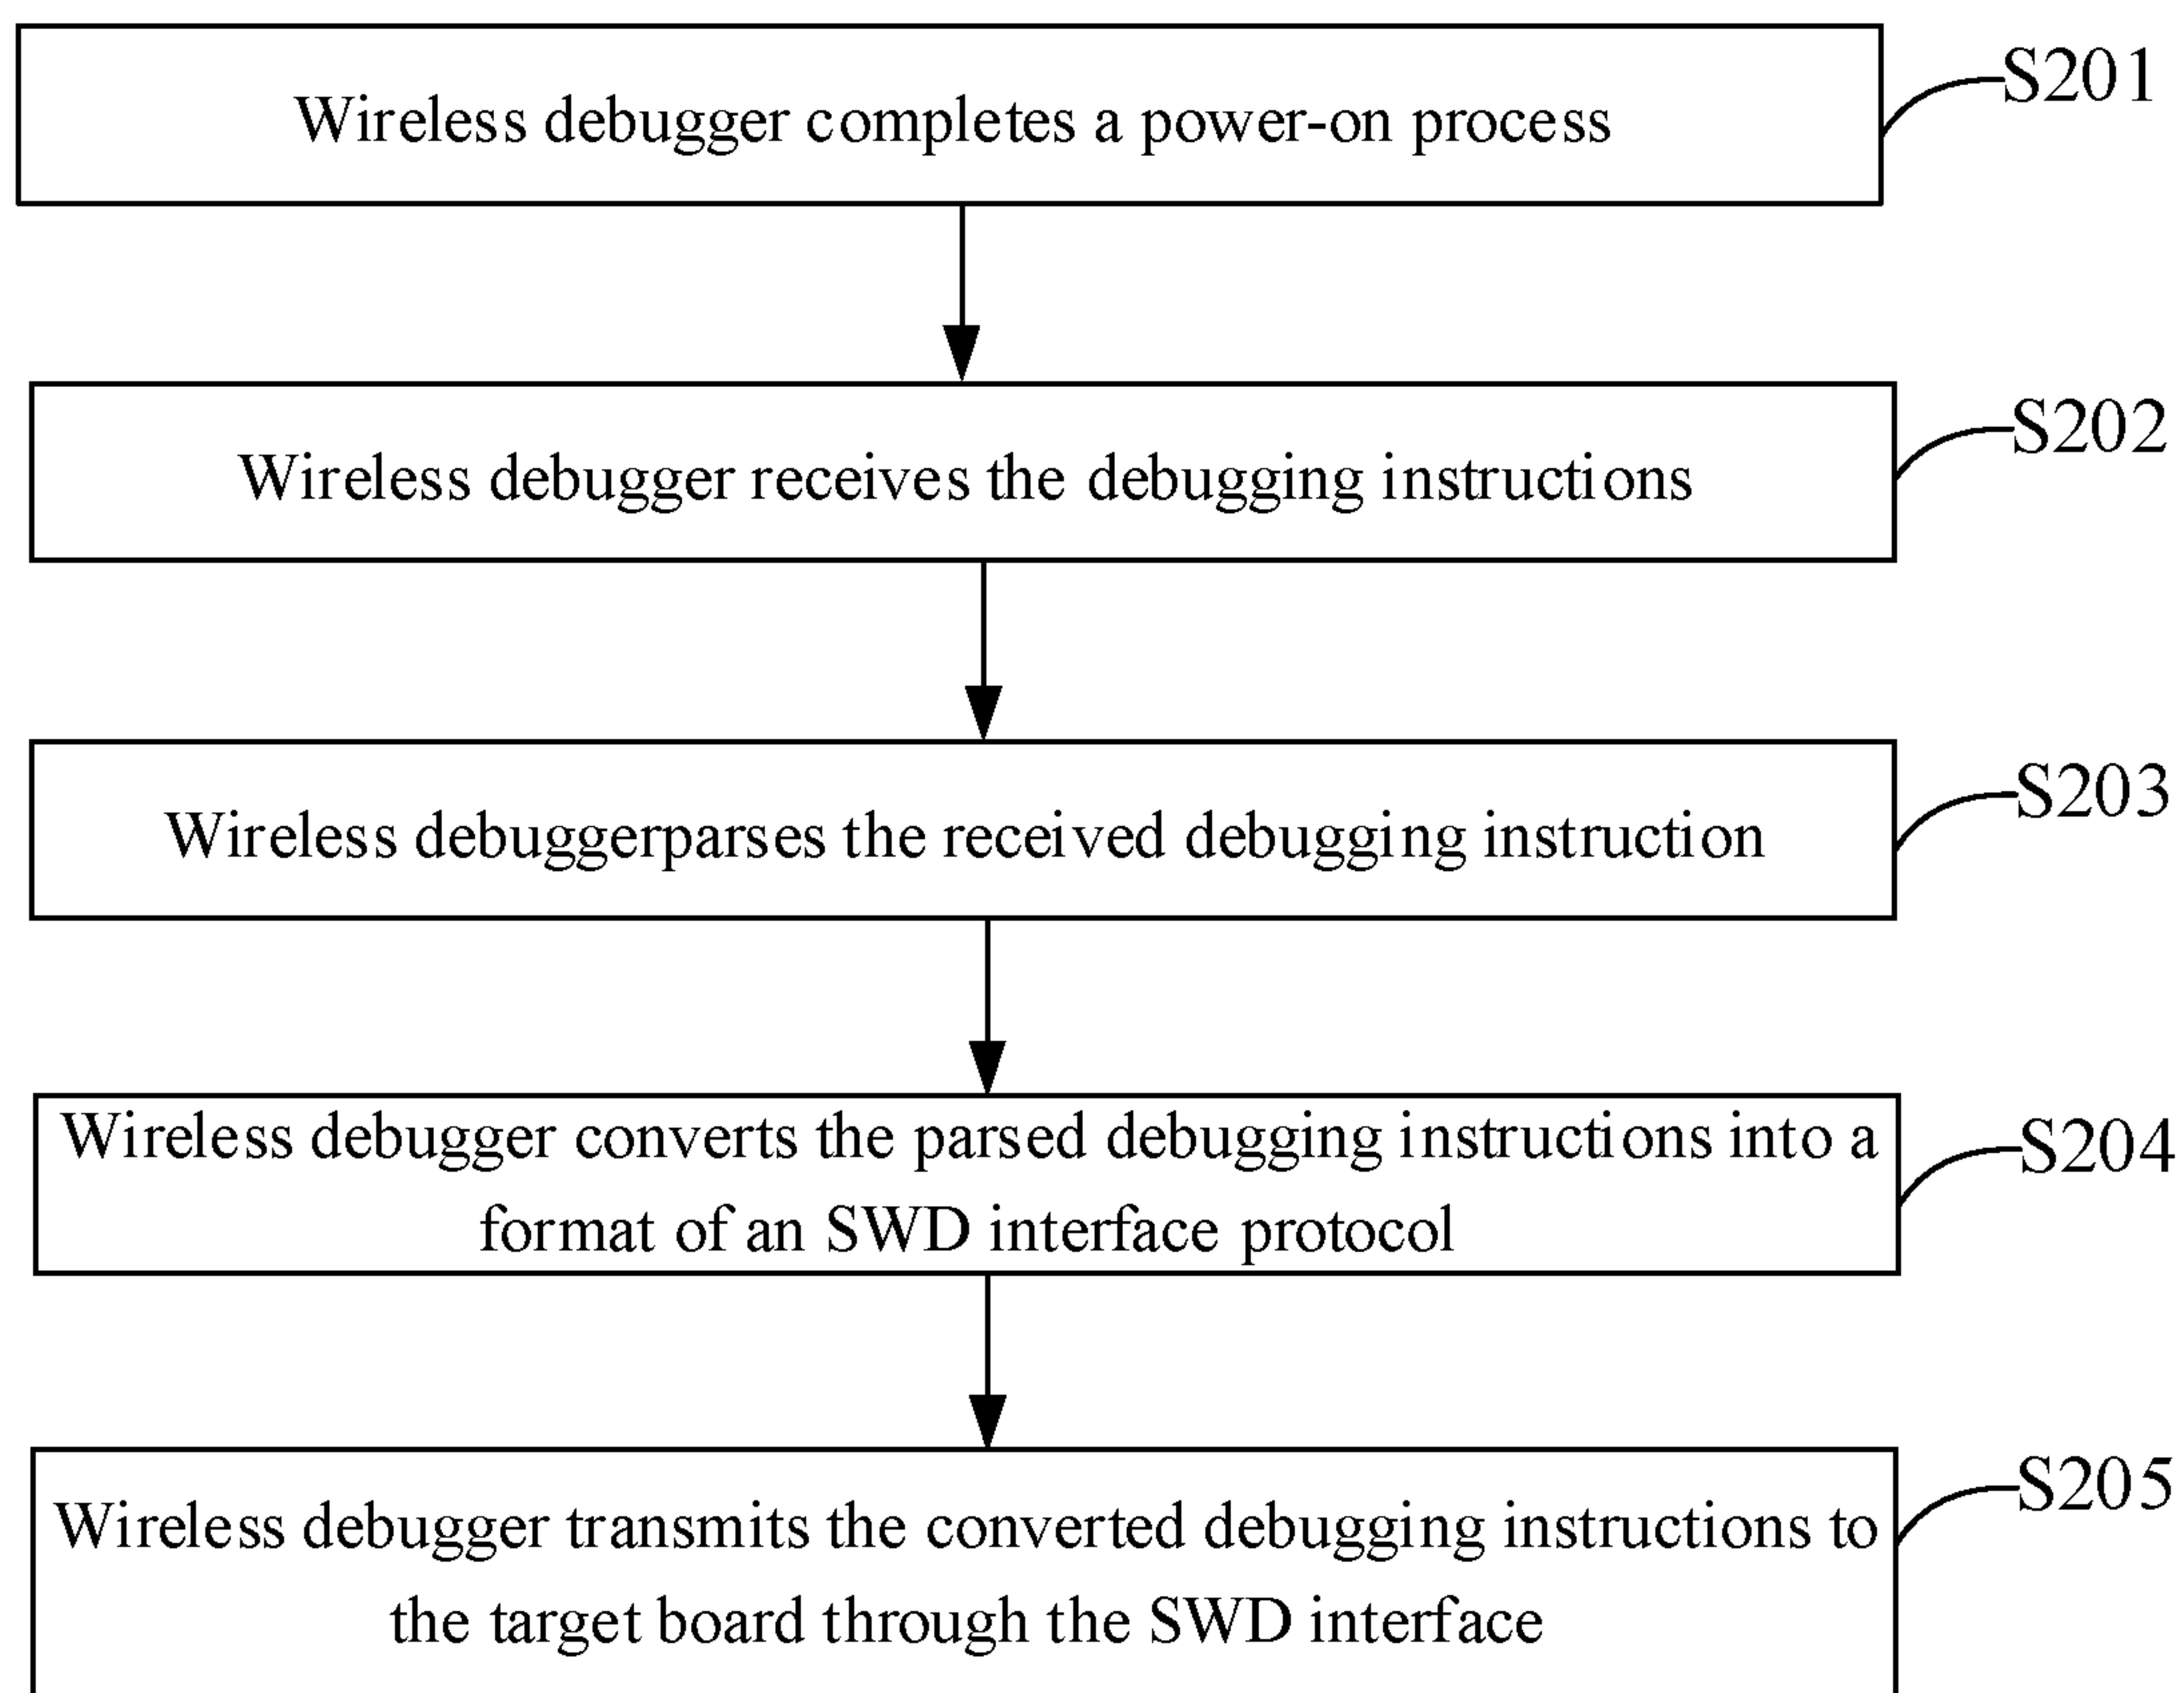 Wireless debugger completes a power-on process
S201
Wireless debugger receives the debugging instructions
S202
Wireless debuggerparses the received debugging instruction
S203
Wireless debugger converts the parsed debugging instructions into a
format of an SWD interface protocol
S204
Wireless debugger transmits the converted debugging instructions to
the target board through the SWD interface
S205